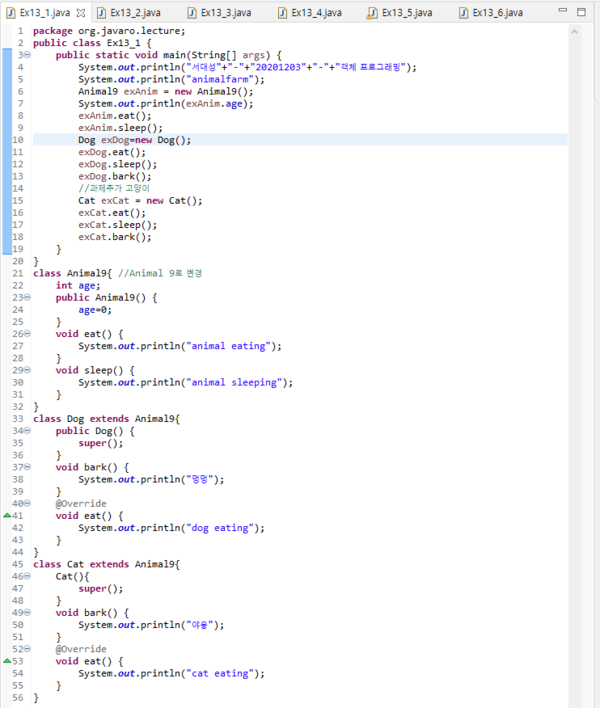 Ex13_1.java Ex13_2.java Ex13_3.java Ex13_4.java Ex13_5.java Ex13_6.java
1 package org.javaro.lecture;
2 public class Ex13_1 {
3 public static void main(String[] args) {
4 System.out.println("서대성"+"-"+"20201203"+"-"+"객체 프로그래밍");
5 System.out.println("animalfarm");
6 Animal9 exAnim = new Animal9();
7 System.out.println(exAnim.age);
8 exAnim.eat();
9 exAnim.sleep();
10 Dog exDog=new Dog();
11 exDog.eat();
12 exDog.sleep();
13 exDog.bark();
14 //과제추가 고양이
15 Cat exCat = new Cat();
16 exCat.eat();
17 exCat.sleep();
18 exCat.bark();
19 }
20 }
21 class Animal9{ //Animal 9로 변경
22 int age;
23 public Animal9() {
24 age=0;
25 }
26 void eat() {
27 System.out.println("animal eating");
28 }
29 void sleep() {
30 System.out.println("animal sleeping");
31 }
32 }
33 class Dog extends Animal9{
34 public Dog() {
35 super();
36 }
37 void bark() {
38 System.out.println("멍멍");
39 }
40 @Override
41 void eat() {
42 System.out.println("dog eating");
43 }
44 }
45 class Cat extends Animal9{
46 Cat(){
47 super();
48 }
49 void bark() {
50 System.out.println("야옹");
51 }
52 @Override
53 void eat() {
54 System.out.println("cat eating");
55 }
56 }